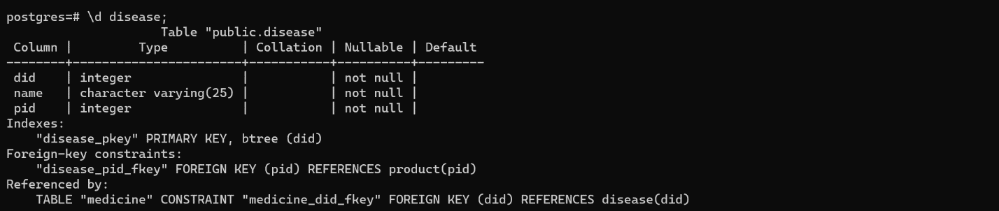 postgres=# \d disease;
                     Table "public.disease"
 Column |         Type          | Collation | Nullable | Default
--------+-----------------------+-----------+----------+---------
 did    | integer               |           | not null |
 name   | character varying(25) |           | not null |
 pid    | integer               |           | not null |
Indexes:
    "disease_pkey" PRIMARY KEY, btree (did)
Foreign-key constraints:
    "disease_pid_fkey" FOREIGN KEY (pid) REFERENCES product(pid)
Referenced by:
    TABLE "medicine" CONSTRAINT "medicine_did_fkey" FOREIGN KEY (did) REFERENCES disease(did)